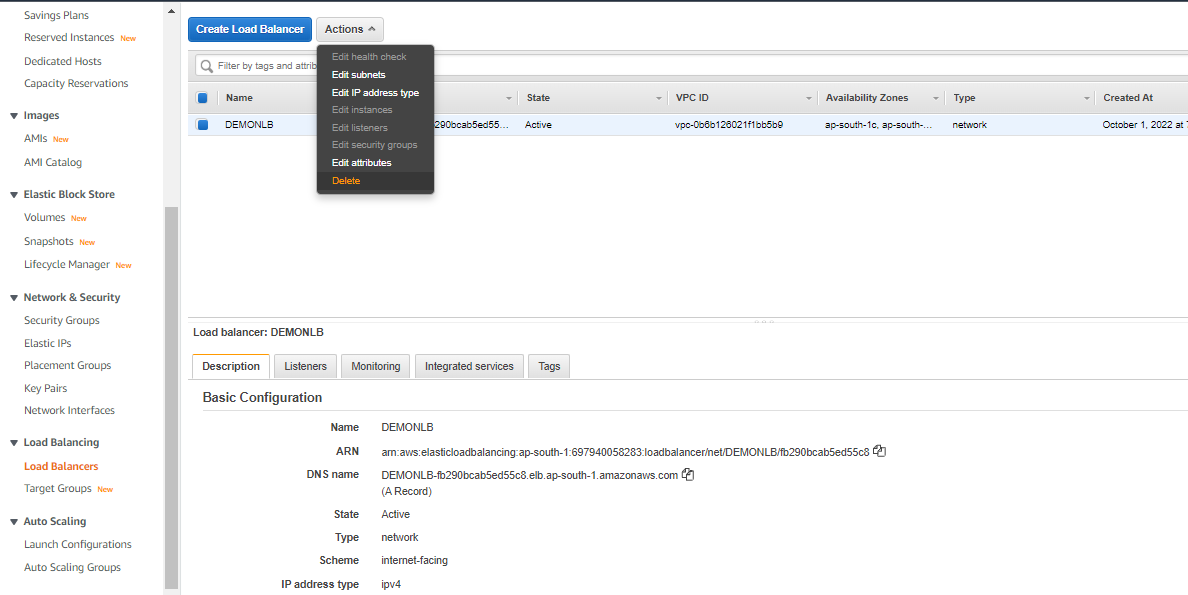 Savings Plans
Reserved Instances New
Dedicated Hosts
Capacity Reservations
Images
AMIs New
AMI Catalog
Elastic Block Store
Volumes New
Snapshots New
Lifecycle Manager New
Network & Security
Security Groups
Elastic IPs
Placement Groups
Key Pairs
Network Interfaces
Load Balancing
Load Balancers
Target Groups New
Auto Scaling
Launch Configurations
Auto Scaling Groups
Create Load Balancer Actions
Filter by tags and attrib
Edit health check
Edit subnets
Edit IP address type
Edit instances
Edit listeners
Edit security groups
Edit attributes
Delete
Name State VPC ID Availability Zones Type Created At
DEMONLB 290bcab5ed55... Active vpc-0b6b126021f1bb5b9 ap-south-1c, ap-south-... network October 1, 2022 at
Load balancer: DEMONLB
Description Listeners Monitoring Integrated services Tags
Basic Configuration
Name DEMONLB
ARN arn:aws:elasticloadbalancing:ap-south-1:697940058283:loadbalancer/net/DEMONLB/fb290bcab5ed55c8
DNS name DEMONLB-fb290bcab5ed55c8.elb.ap-south-1.amazonaws.com
(A Record)
State Active
Type network
Scheme internet-facing
IP address type ipv4